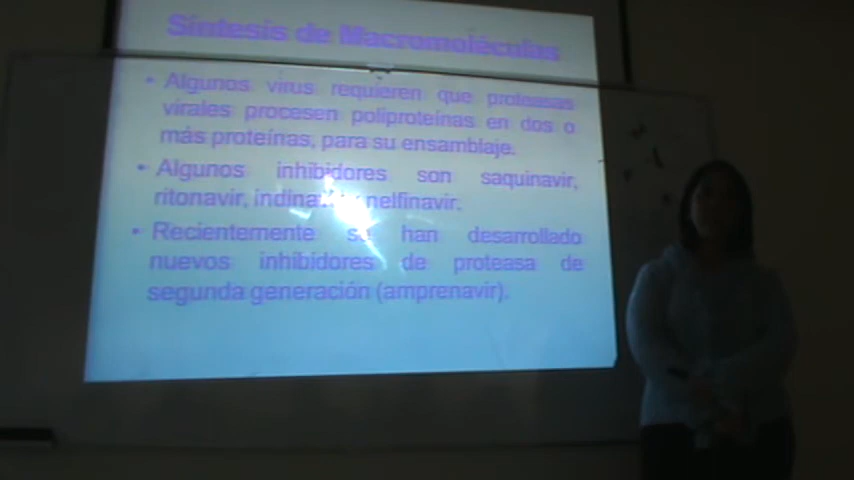 Síntesis de Macromoléculas
• Algunos virus requieren que proteasas
virales procesen poliproteínas en dos o
más proteínas, para su ensamblaje.
• Algunos inhibidores son saquinavir,
ritonavir, indinavir y nelfinavir.
• Recientemente se han desarrollado
nuevos inhibidores de proteasa de
segunda generación (amprenavir).